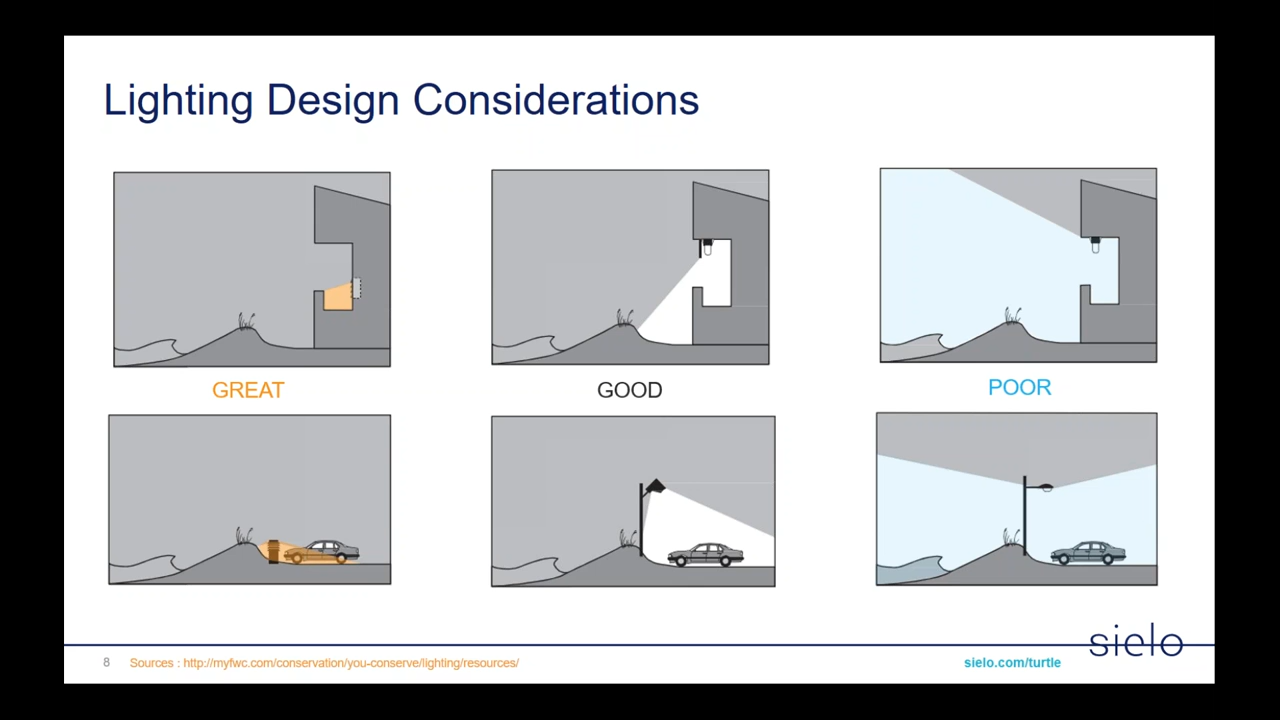 Lighting Design Considerations
GREAT
GOOD
POOR
8
Sources : http://myfwc.com/conservation/you-conserve/lighting/resources/
sielo.com/turtle
sielo